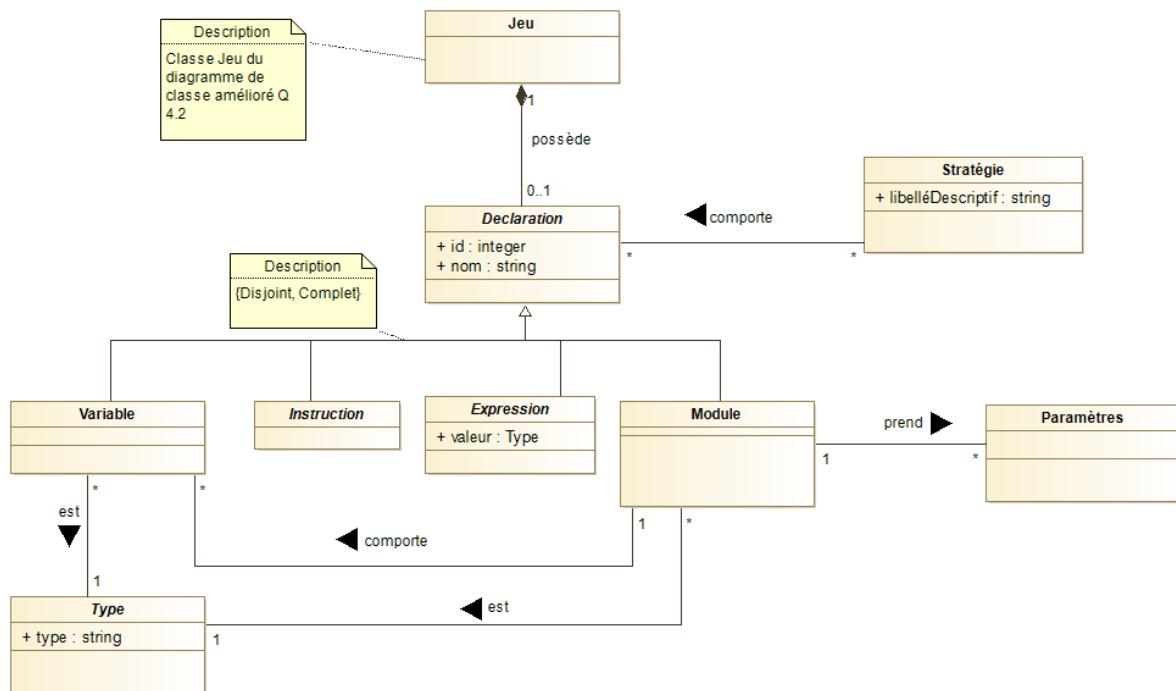 Description
Classe Jeu du
diagramme de
classe amélioré Q
4.2
Jeu
1
possède
0..1
Stratégie
+ libelléDescriptif : string
comporte
*
*
Declaration
+ id : integer
+ nom : string
Description
{Disjoint, Complet}
Variable
Instruction
Expression
+ valeur : Type
Module
prend
1
*
Paramètres
*
*
1
*
est
comporte
1
est
1
Type
+ type : string